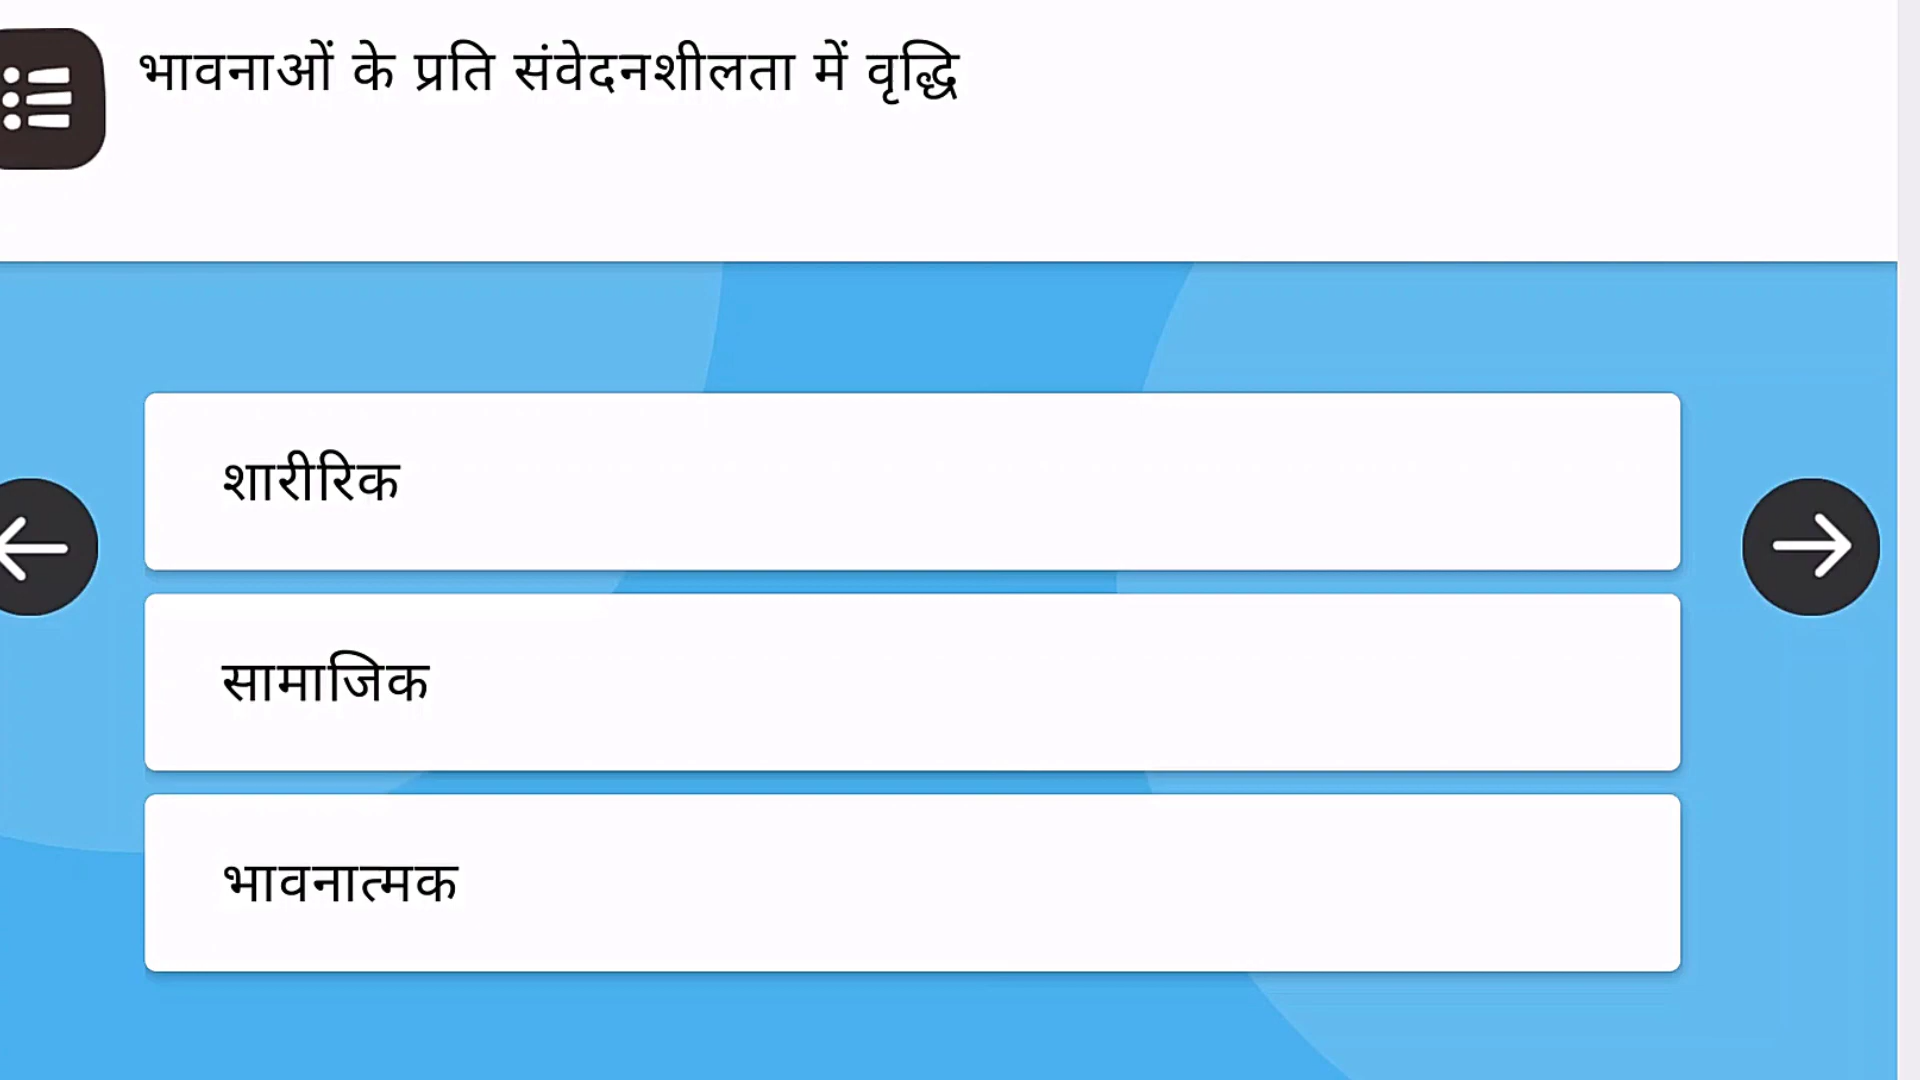 भावनाओं के प्रति संवेदनशीलता में वृद्धि
शारीरिक
सामाजिक
भावनात्मक